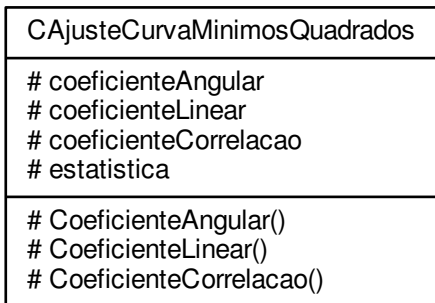 CAjusteCurvaMinimosQuadrados
# coeficienteAngular
# coeficienteLinear
# coeficienteCorrelacao
# estatistica
# CoeficienteAngular()
# CoeficienteLinear()
# CoeficienteCorrelacao()